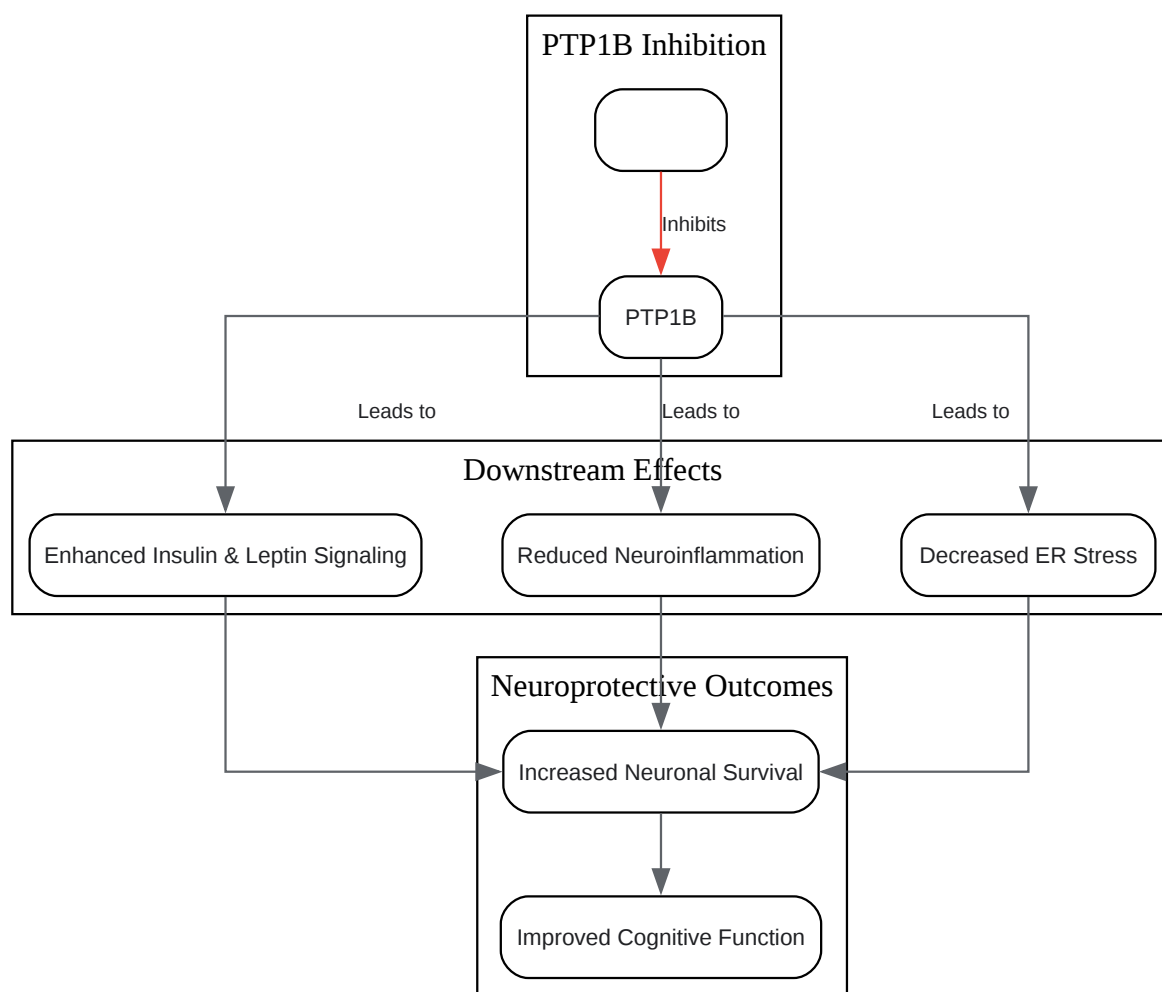 PTP1B Inhibition
Inhibits
PTP1B
Leads to
Leads to
Leads to
Downstream Effects
Enhanced Insulin & Leptin Signaling
Reduced Neuroinflammation
Decreased ER Stress
Neuroprotective Outcomes
Increased Neuronal Survival
Improved Cognitive Function